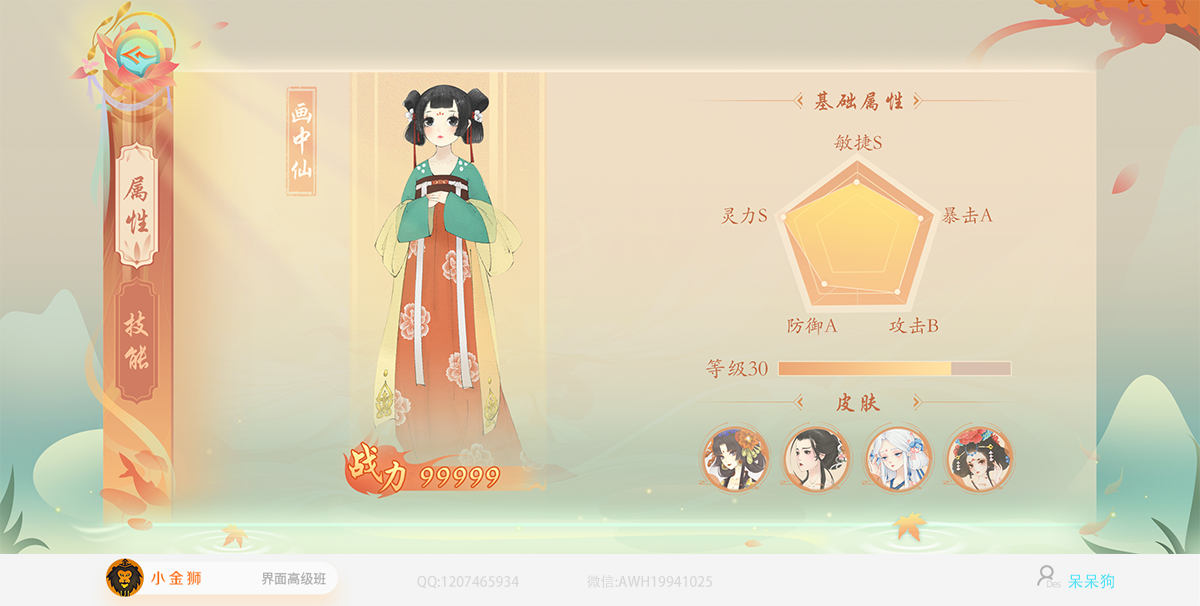 属性
技能
画中仙
战力 99999
基础属性
敏捷S
灵力S
暴击A
防御A
攻击B
等级30
皮肤
小金狮
界面高级班
QQ:1207465934
微信:AWH19941025
Des
呆呆狗